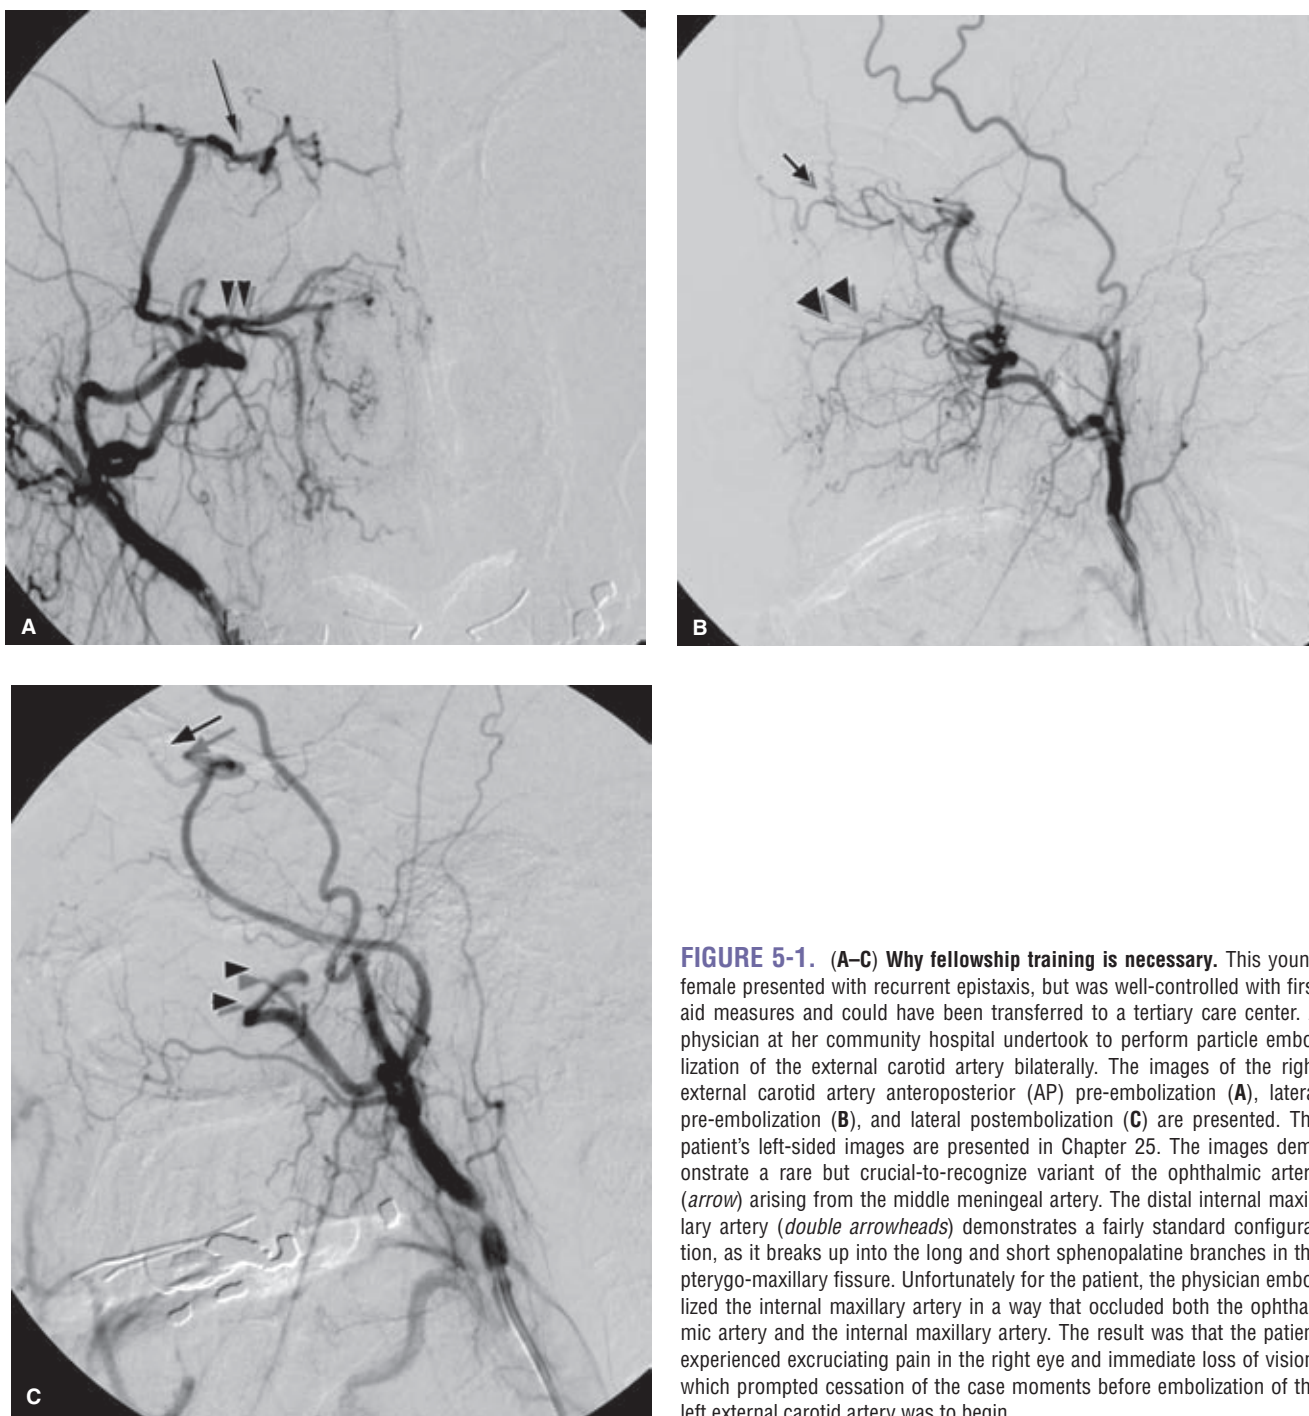 A
B
C
FIGURE 5-1. (A–C) Why fellowship training is necessary. This youn
female presented with recurrent epistaxis, but was well-controlled with firs
aid measures and could have been transferred to a tertiary care center.
physician at her community hospital undertook to perform particle embo
lization of the external carotid artery bilaterally. The images of the righ
external carotid artery anteroposterior (AP) pre-embolization (A), latera
pre-embolization (B), and lateral postembolization (C) are presented. Th
patient's left-sided images are presented in Chapter 25. The images dem
onstrate a rare but crucial-to-recognize variant of the ophthalmic arter
(arrow) arising from the middle meningeal artery. The distal internal maxi
lary artery (double arrowheads) demonstrates a fairly standard configura
tion, as it breaks up into the long and short sphenopalatine branches in th
pterygo-maxillary fissure. Unfortunately for the patient, the physician embo
lized the internal maxillary artery in a way that occluded both the ophtha
mic artery and the internal maxillary artery. The result was that the patien
experienced excruciating pain in the right eye and immediate loss of vision
which prompted cessation of the case moments before embolization of th
left external carotid artery was to begin